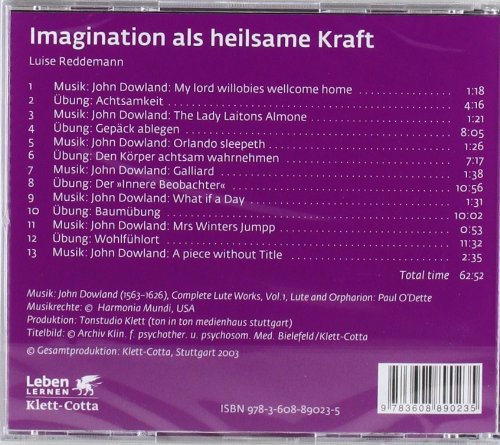 Imagination als heilsame Kraft
Luise Reddemann
1 Musik: John Dowland: My lord willobies wellcome home 1:18
2 Übung: Achtsamkeit 4:16
3 Musik: John Dowland: The Lady Laitons Almone 1:21
4 Übung: Gepäck ablegen 8:05
5 Musik: John Dowland: Orlando sleepeth 1:26
6 Übung: Den Körper achtsam wahrnehmen 7:17
7 Musik: John Dowland: Galliard 1:38
8 Übung: Der »Innere Beobachter« 10:56
9 Musik: John Dowland: What if a Day 1:31
10 Übung: Baumübung 10:02
11 Musik: John Dowland: Mrs Winters Jumpp 0:53
12 Übung: Wohlfühlort 11:32
13 Musik: John Dowland: A piece without Title 2:35
Total time 62:52
Musik: John Dowland (1563–1626), Complete Lute Works, Vol.1, Lute and Orpharion: Paul O'Dette
Musikrechte: © Harmonia Mundi, USA
Produktion: Tonstudio Klett (ton in ton medienhaus stuttgart)
Titelbild: © Archiv Klin. f. psychother. u. psychosom. Med. Bielefeld /Klett-Cotta
© Gesamtproduktion: Klett-Cotta, Stuttgart 2003
Leben
LERNEN
Klett-Cotta
ISBN 978-3-608-89023-5
9 783608 890235